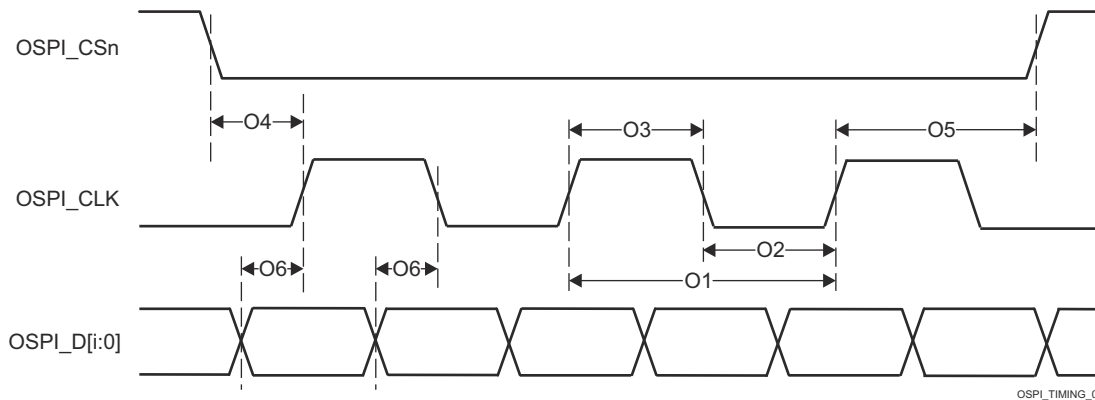 OSPI_CSn
O4
O3
O5
OSPI_CLK
O2
O6
O6
O1
OSPI_D[i:0]